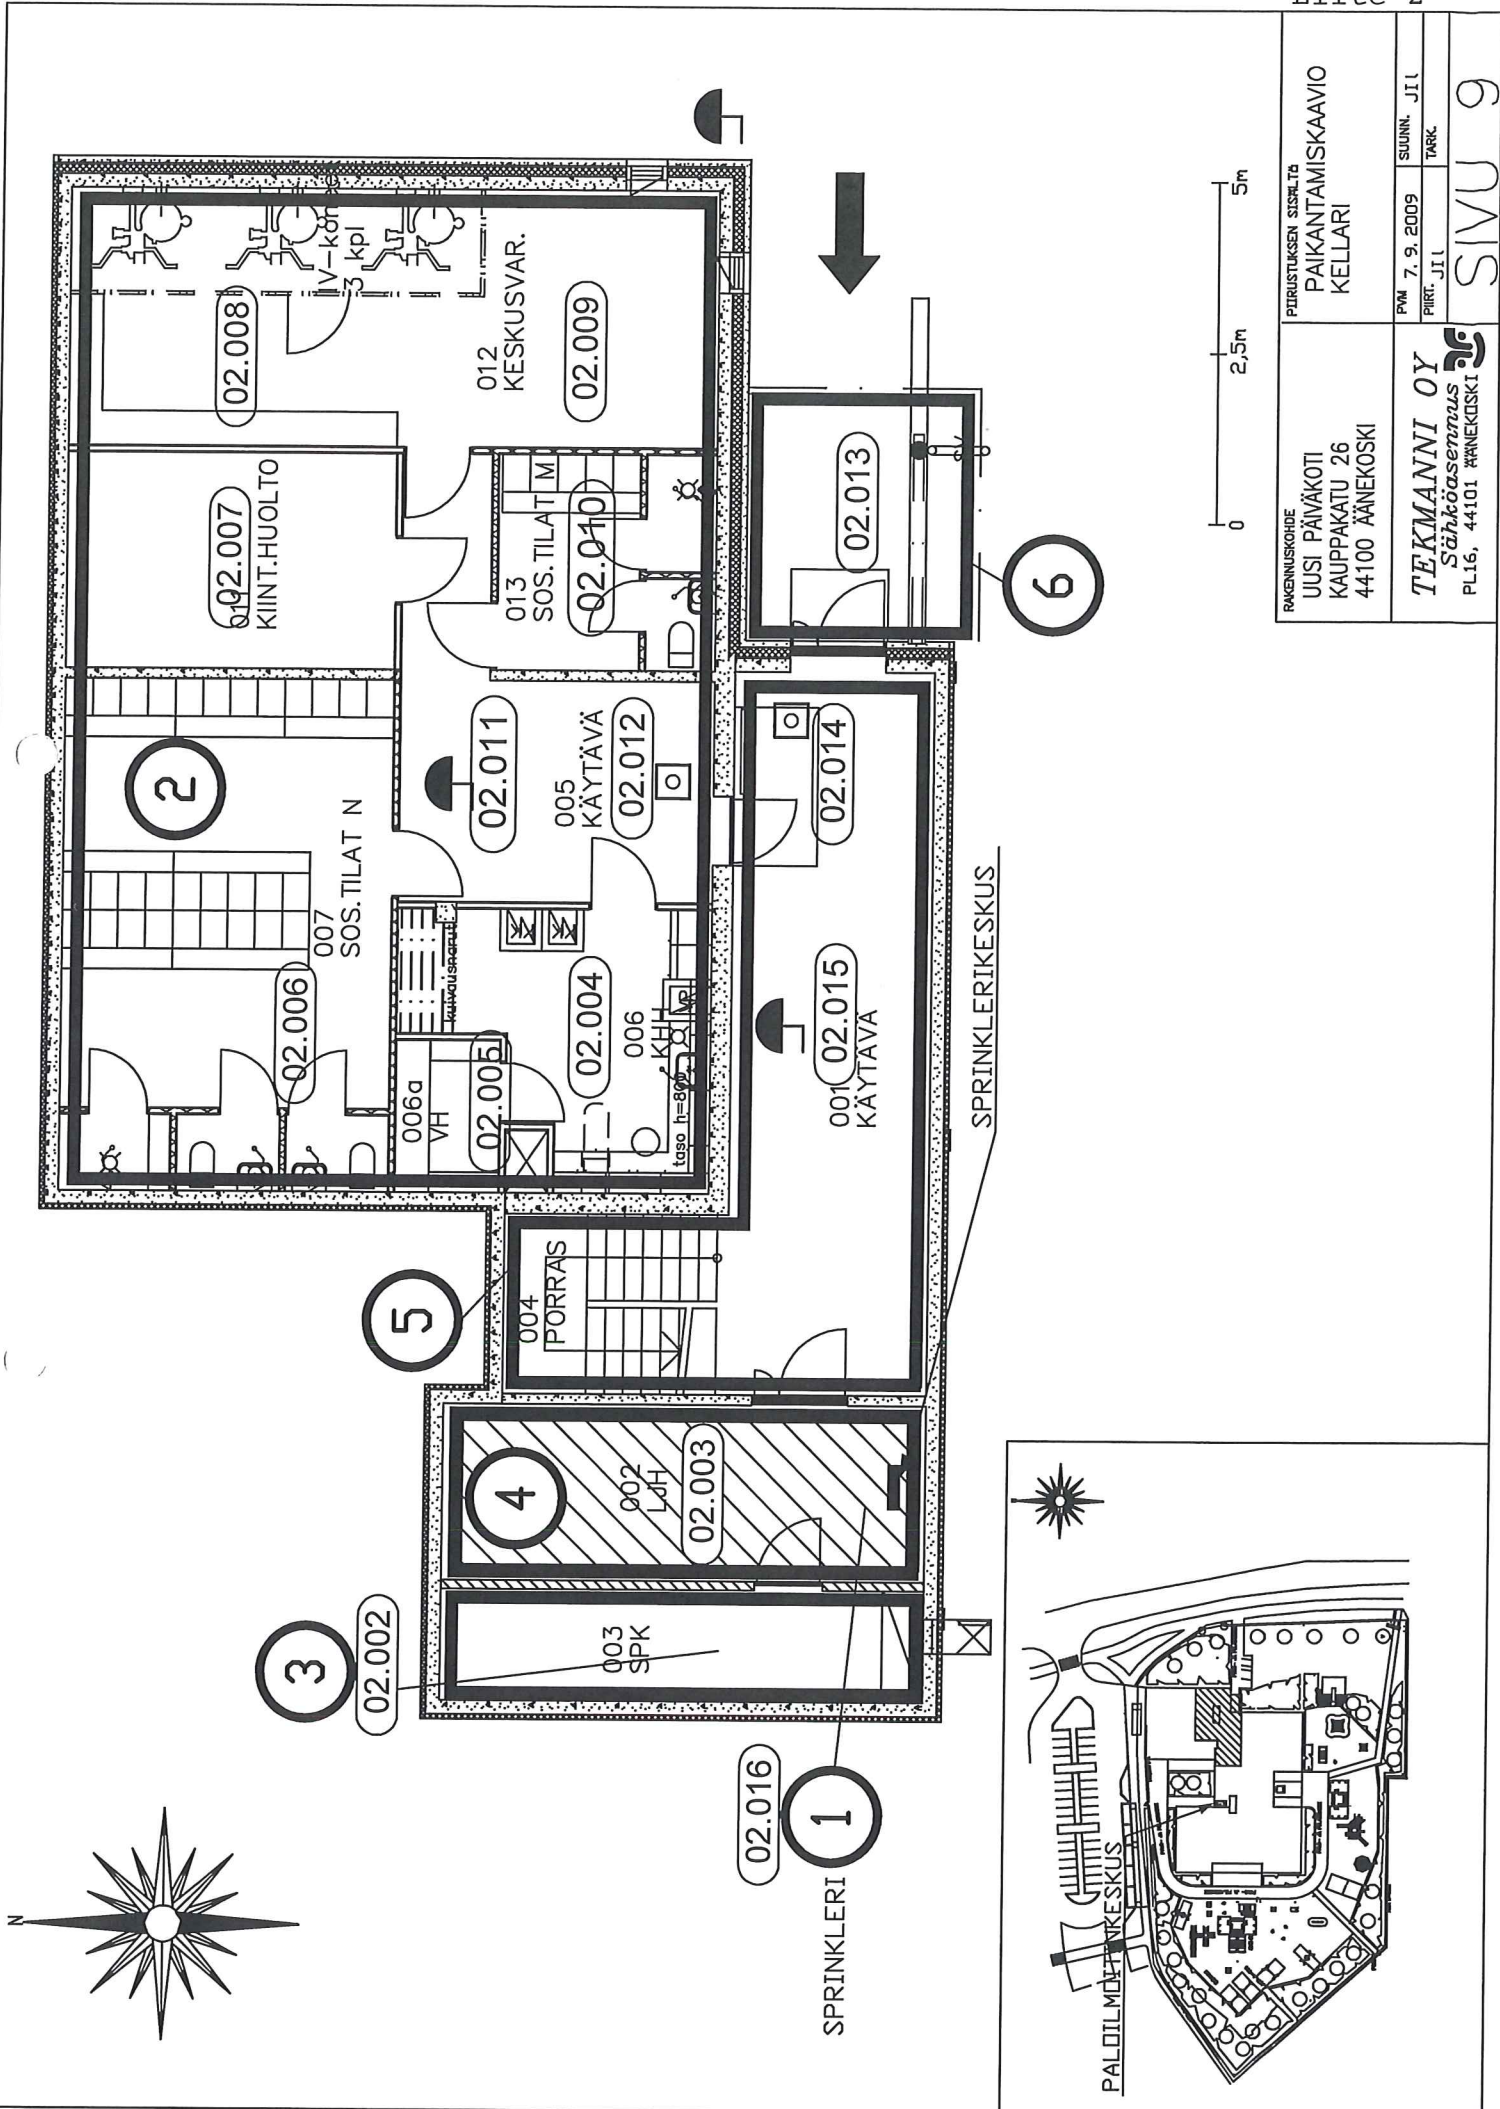 N
3
02.002
003
SPK
4
002
LJH
02.003
SPRINKLERI
02.016
1
5
004
PORRAS
006a
VH
02.005
02.006
007
SOS.TILAT N
2
kuivausnarut
02.004
006
KHH
taso h=800
02.011
005
KÄYTÄVÄ
02.012
02.007
KIINT.HUOLTO
013
SOS.TILAT M
02.010
02.008
IV-koneet
3 kpl
012
KESKUSVAR.
02.009
02.013
6
02.014
02.015
001
KÄYTÄVÄ
SPRINKLERIKESKUS
PALOILMOITINKESKUS
0
2,5m
5m
RAKENNUSKOHDE
UUSI PÄIVÄKOTI
KAUPPAKATU 26
44100 ÄÄNEKOSKI
PIIRUSTUKSEN SISÄLTÖ
PAIKANTAMISKAAVIO
KELLARI
TEKMANNI OY
Sähköasennus
PL16, 44101 ÄÄNEKOSKI
PVM 7.9.2009
SUUNN. JIl
PIIRT. JIl
TARK.
SIVU 9